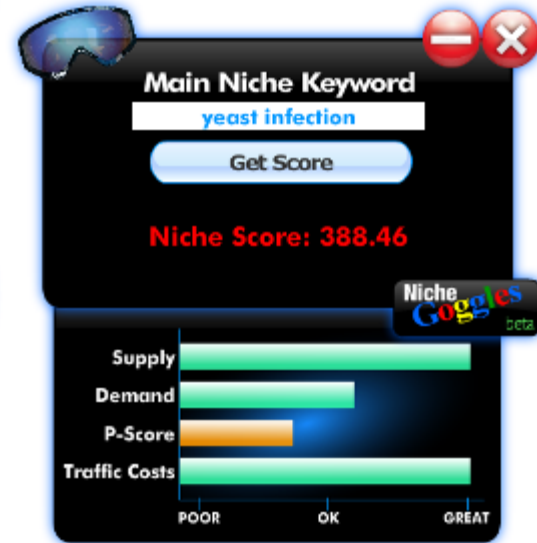 Main Niche Keyword
yeast infection
Get Score
Niche Score: 388.46
Niche
Goggles
beta
Supply
Demand
P-Score
Traffic Costs
POOR OK GREAT